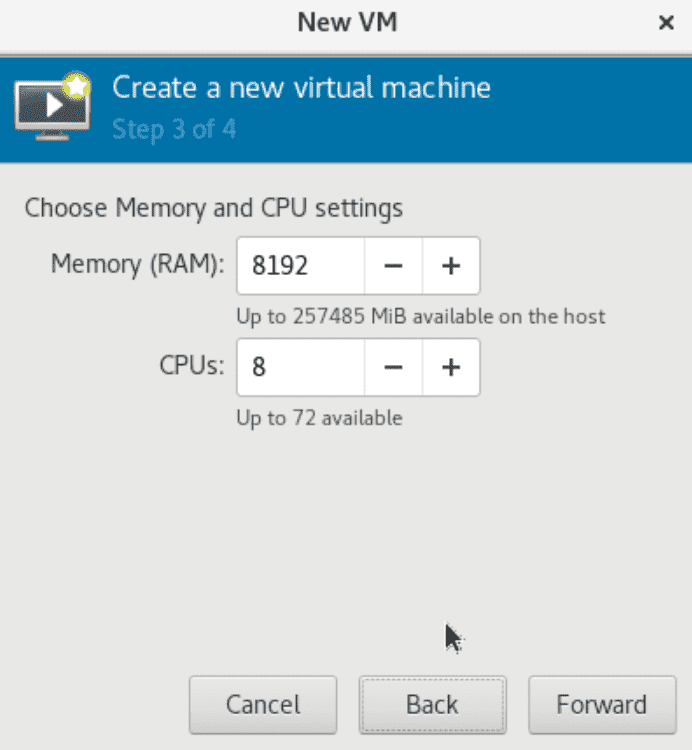 New VM
Create a new virtual machine
Step 3 of 4
Choose Memory and CPU settings
Memory (RAM): 8192 − +
Up to 257485 MiB available on the host
CPUs: 8 − +
Up to 72 available
Cancel Back Forward